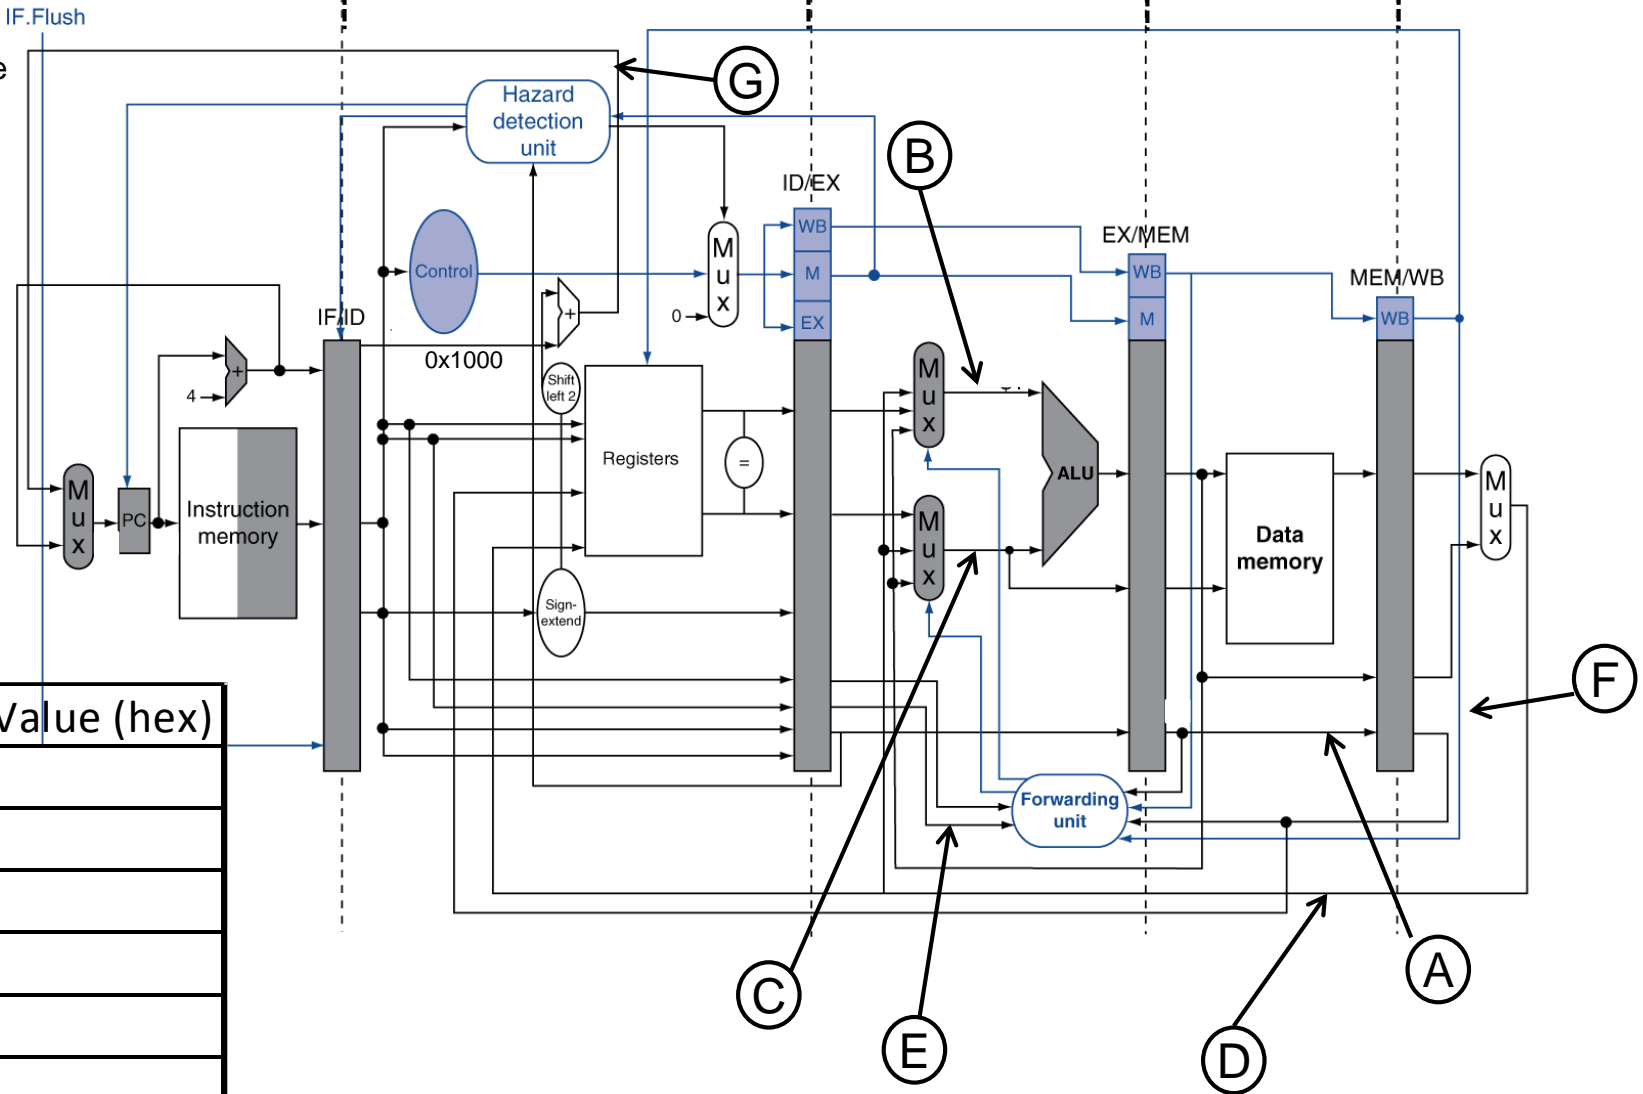 IF.Flush
e
G
Hazard
detection
unit
B
ID/EX
WB
M
EX
Control
M
u
x
0
+
EX/MEM
WB
M
MEM/WB
WB
IF/ID
0x1000
+
4
Shift
left 2
M
u
x
Registers
=
ALU
M
u
x
PC
Instruction
memory
M
u
x
Data
memory
M
u
x
Sign-
extend
F
Value (hex)
Forwarding
unit
C
A
E
D